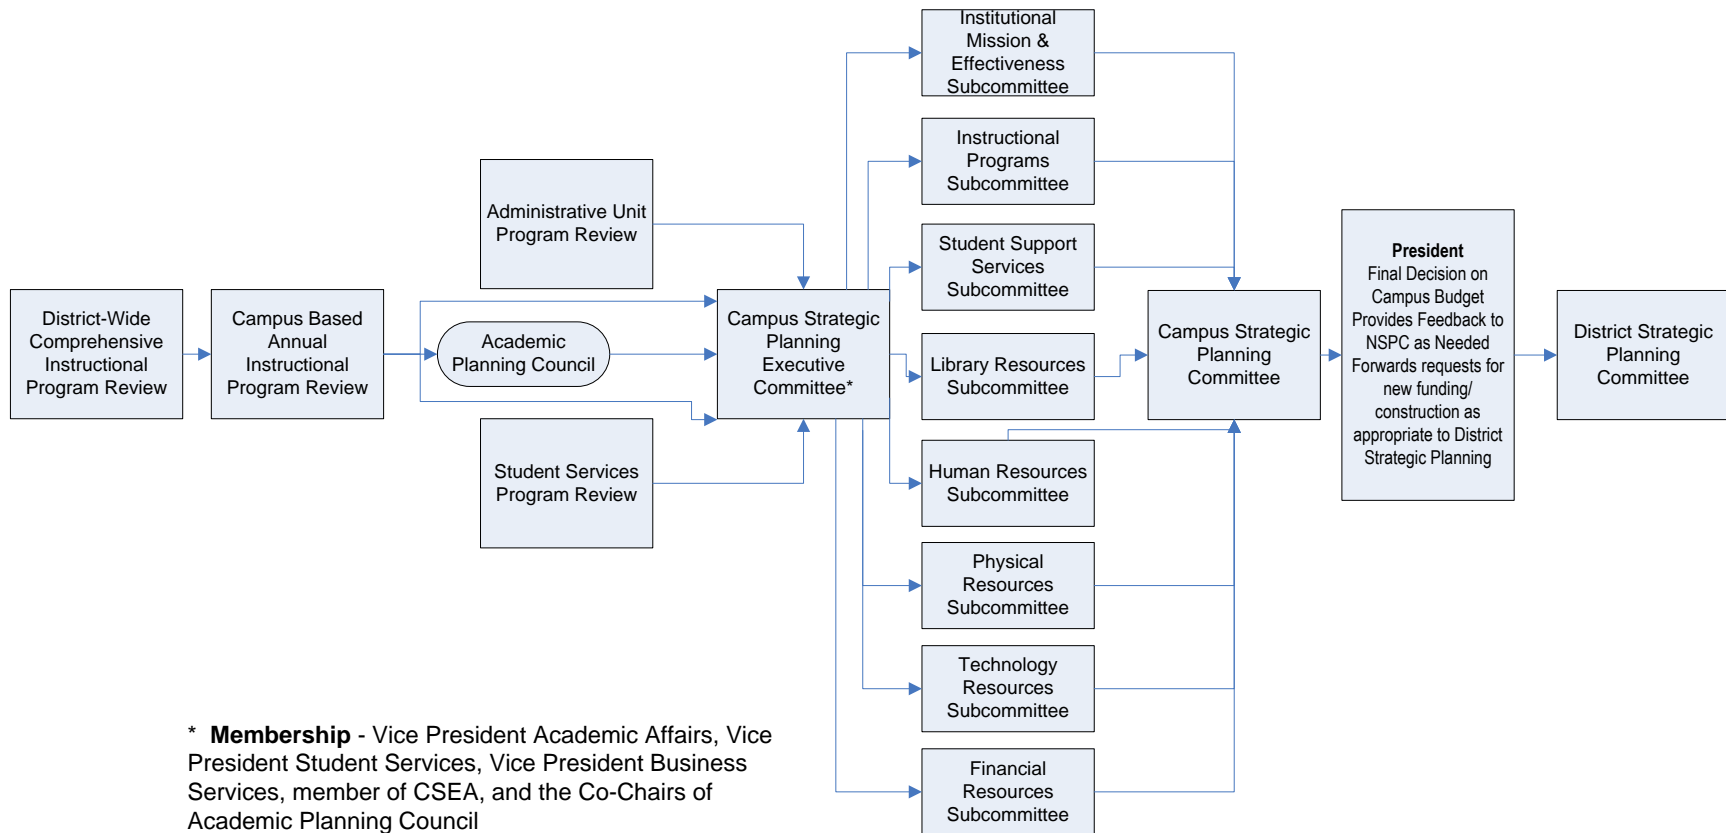 Institutional
Mission &
Effectiveness
Subcommittee
Instructional
Programs
Subcommittee
Administrative Unit
Program Review
Student Support
Services
Subcommittee
President
Final Decision on
Campus Budget
Provides Feedback to
NSPC as Needed
Forwards requests for
new funding/
construction as
appropriate to District
Strategic Planning
District-Wide
Comprehensive
Instructional
Program Review
Campus Based
Annual
Instructional
Program Review
Academic
Planning Council
Campus Strategic
Planning
Executive
Committee*
Library Resources
Subcommittee
Campus Strategic
Planning
Committee
District Strategic
Planning
Committee
Student Services
Program Review
Human Resources
Subcommittee
Physical
Resources
Subcommittee
Technology
Resources
Subcommittee
Financial
Resources
Subcommittee
* Membership - Vice President Academic Affairs, Vice
President Student Services, Vice President Business
Services, member of CSEA, and the Co-Chairs of
Academic Planning Council